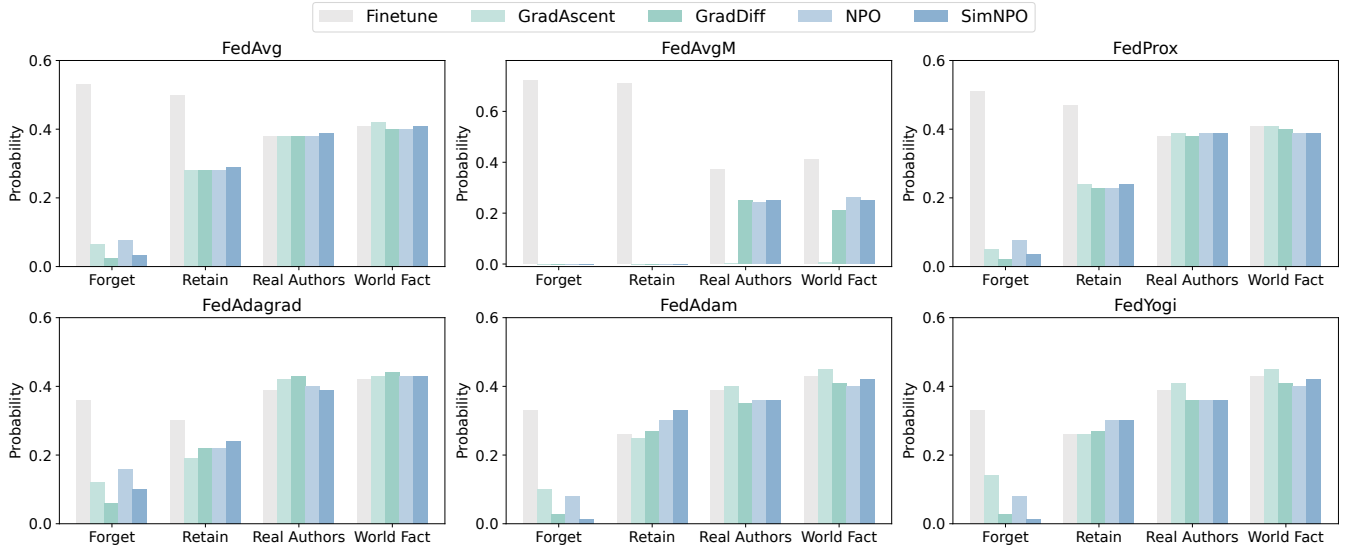 Finetune GradAscent GradDiff NPO SimNPO
FedAvg
Probability
0.6
0.4
0.2
0.0
Forget Retain Real Authors World Fact
FedAvgM
Probability
0.6
0.4
0.2
0.0
Forget Retain Real Authors World Fact
FedProx
Probability
0.6
0.4
0.2
0.0
Forget Retain Real Authors World Fact
FedAdagrad
Probability
0.6
0.4
0.2
0.0
Forget Retain Real Authors World Fact
FedAdam
Probability
0.6
0.4
0.2
0.0
Forget Retain Real Authors World Fact
FedYogi
Probability
0.6
0.4
0.2
0.0
Forget Retain Real Authors World Fact